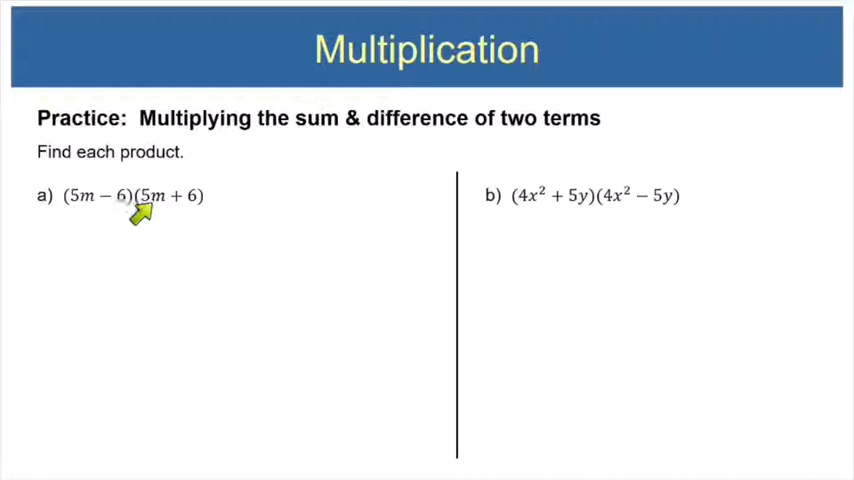 Multiplication
Practice: Multiplying the sum & difference of two terms
Find each product.
a) (5m − 6)(5m + 6)
b) (4x² + 5y)(4x² − 5y)